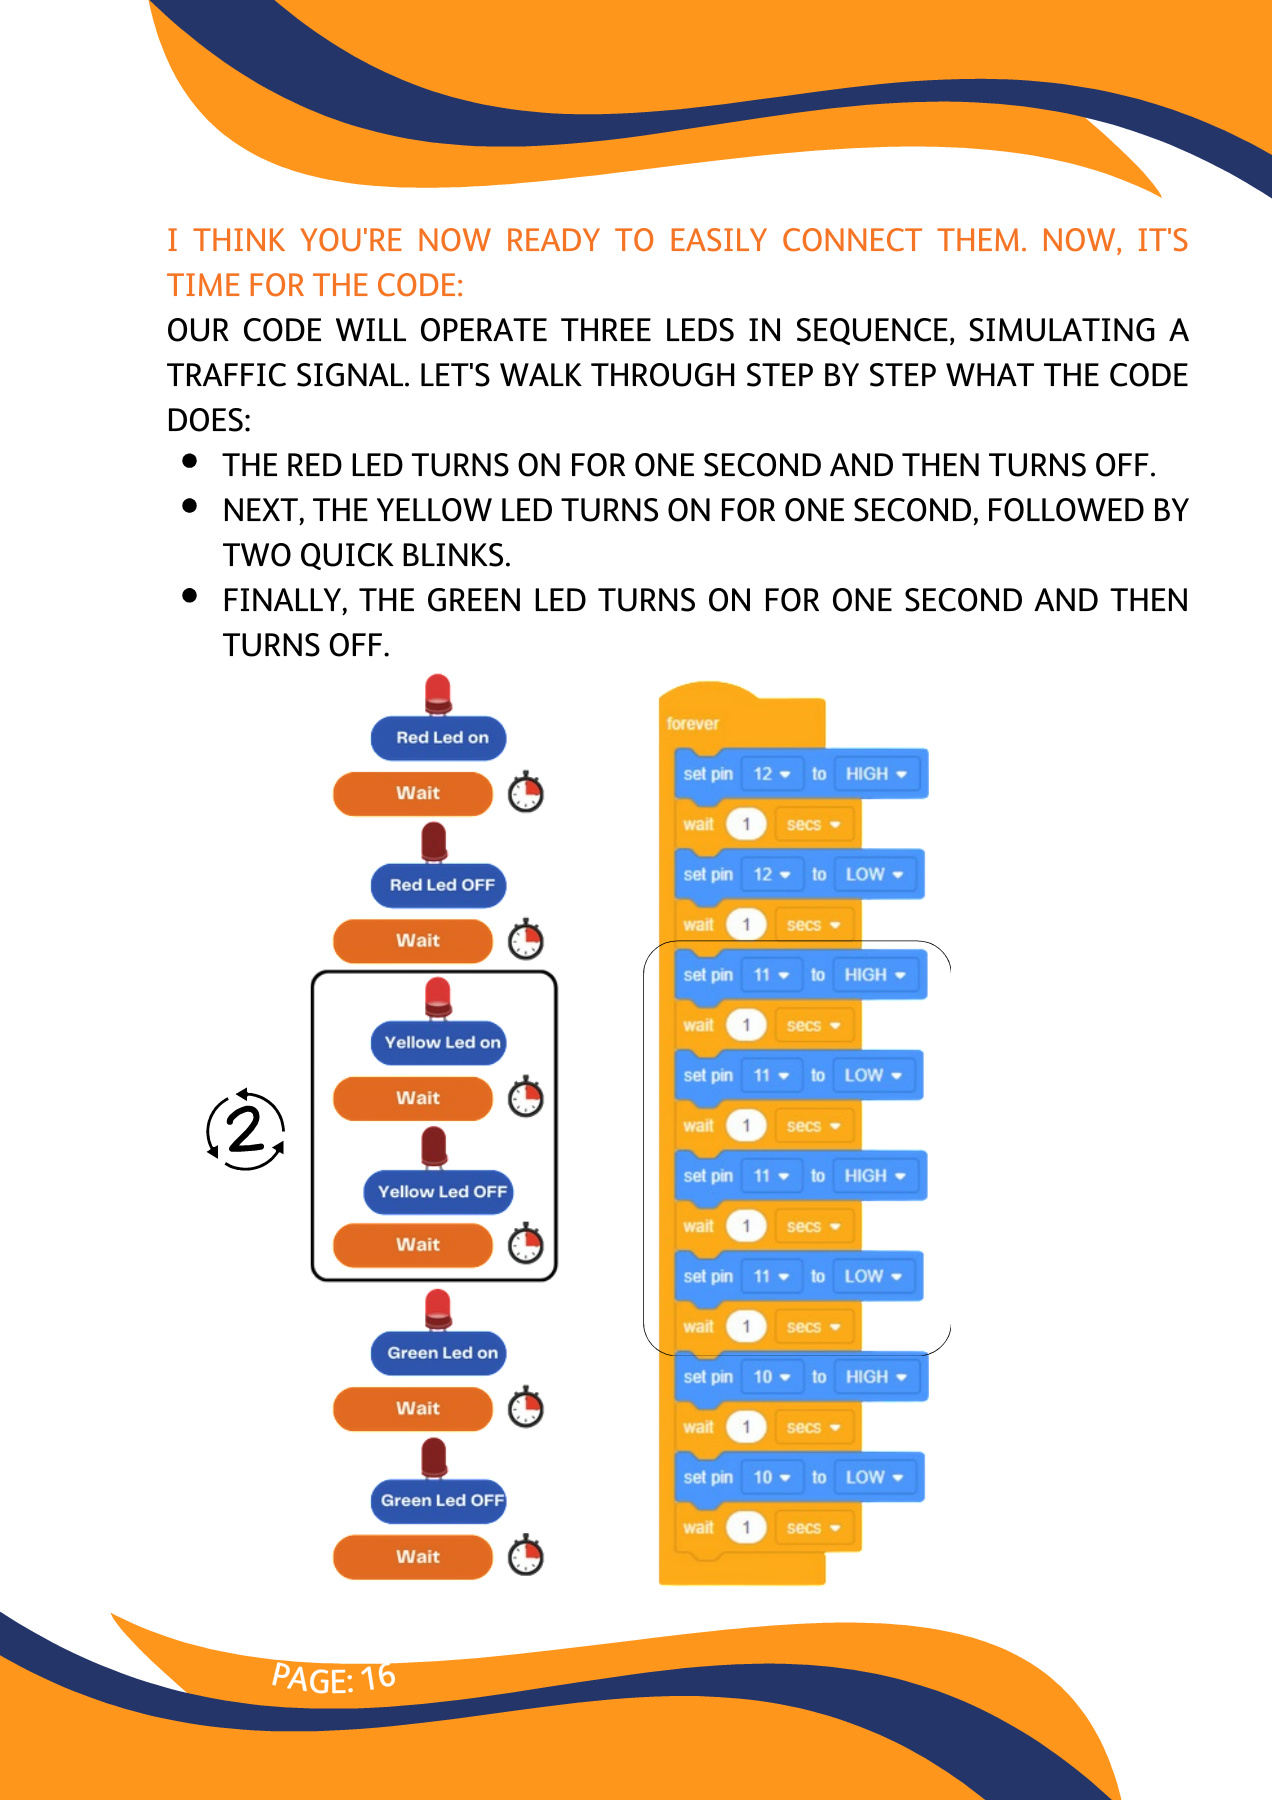 I THINK YOU'RE NOW READY TO EASILY CONNECT THEM. NOW, IT'S
TIME FOR THE CODE:
OUR CODE WILL OPERATE THREE LEDS IN SEQUENCE, SIMULATING A
TRAFFIC SIGNAL. LET'S WALK THROUGH STEP BY STEP WHAT THE CODE
DOES:
• THE RED LED TURNS ON FOR ONE SECOND AND THEN TURNS OFF.
• NEXT, THE YELLOW LED TURNS ON FOR ONE SECOND, FOLLOWED BY
TWO QUICK BLINKS.
• FINALLY, THE GREEN LED TURNS ON FOR ONE SECOND AND THEN
TURNS OFF.
Red Led on
Wait
Red Led OFF
Wait
2
Yellow Led on
Wait
Yellow Led OFF
Wait
Green Led on
Wait
Green Led OFF
Wait
forever
set pin 12 to HIGH
wait 1 secs
set pin 12 to LOW
wait 1 secs
set pin 11 to HIGH
wait 1 secs
set pin 11 to LOW
wait 1 secs
set pin 11 to HIGH
wait 1 secs
set pin 11 to LOW
wait 1 secs
set pin 10 to HIGH
wait 1 secs
set pin 10 to LOW
wait 1 secs
PAGE: 16